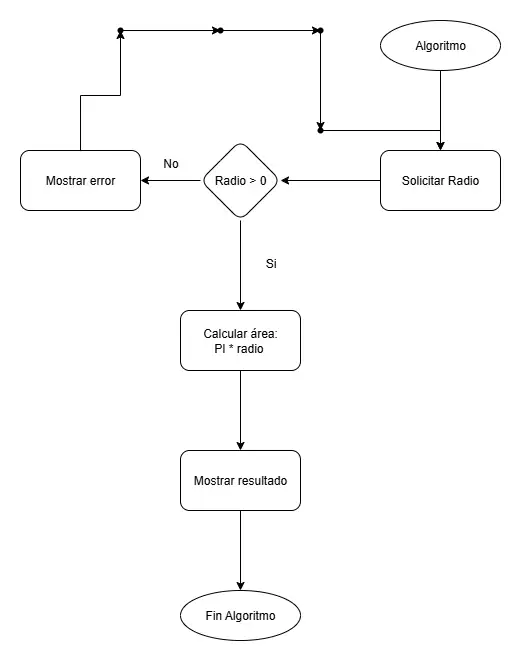 Algoritmo
Solicitar Radio
Radio > 0
No
Mostrar error
Si
Calcular área:
PI * radio
Mostrar resultado
Fin Algoritmo